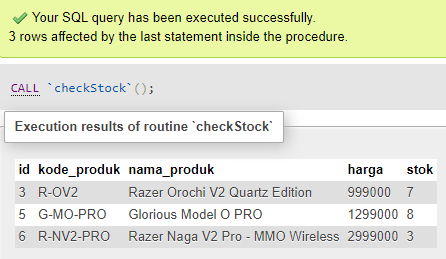 Your SQL query has been executed successfully.
3 rows affected by the last statement inside the procedure.
CALL `checkStock`();
Execution results of routine `checkStock`
id kode_produk nama_produk harga stok
3 R-OV2 Razer Orochi V2 Quartz Edition 999000 7
5 G-MO-PRO Glorious Model O PRO 1299000 8
6 R-NV2-PRO Razer Naga V2 Pro - MMO Wireless 2999000 3